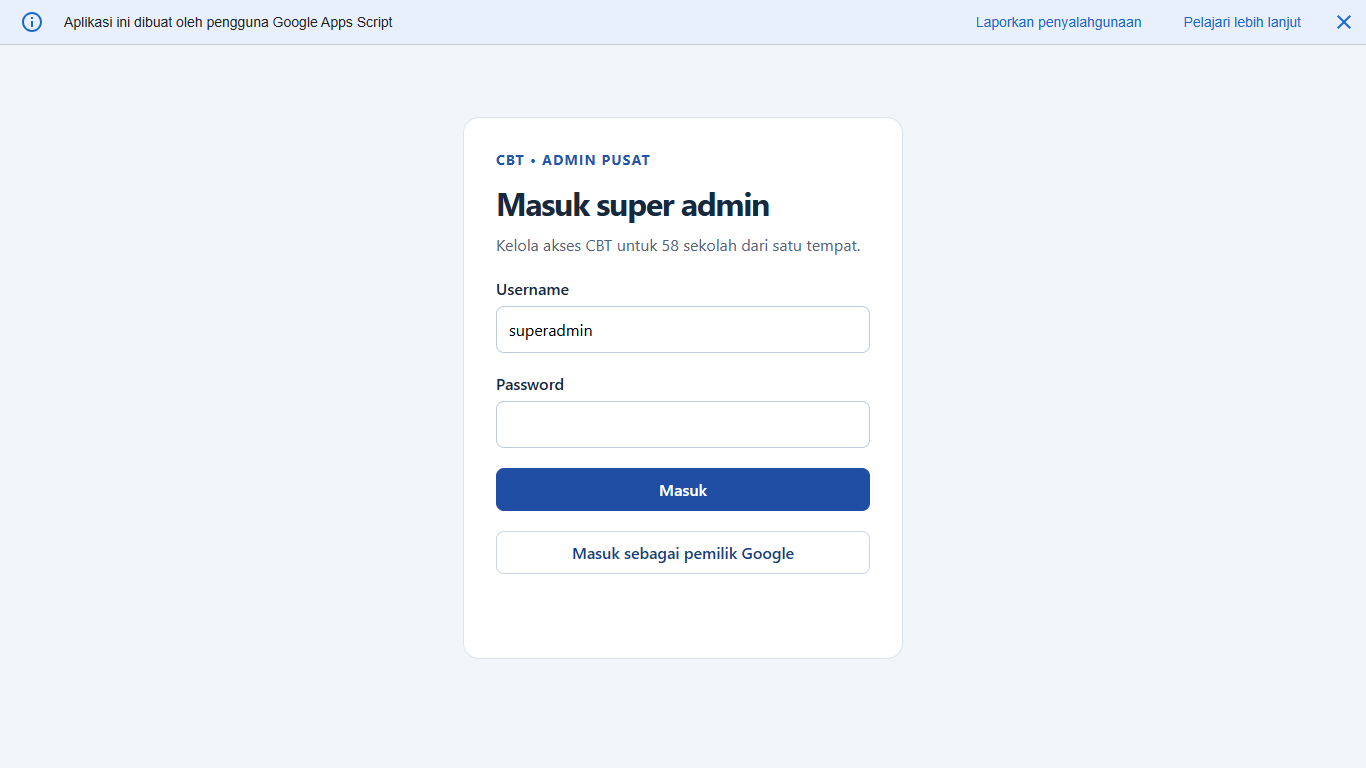 Aplikasi ini dibuat oleh pengguna Google Apps Script
Laporkan penyalahgunaan
Pelajari lebih lanjut
CBT • ADMIN PUSAT
Masuk super admin
Kelola akses CBT untuk 58 sekolah dari satu tempat.
Username
superadmin
Password
Masuk
Masuk sebagai pemilik Google